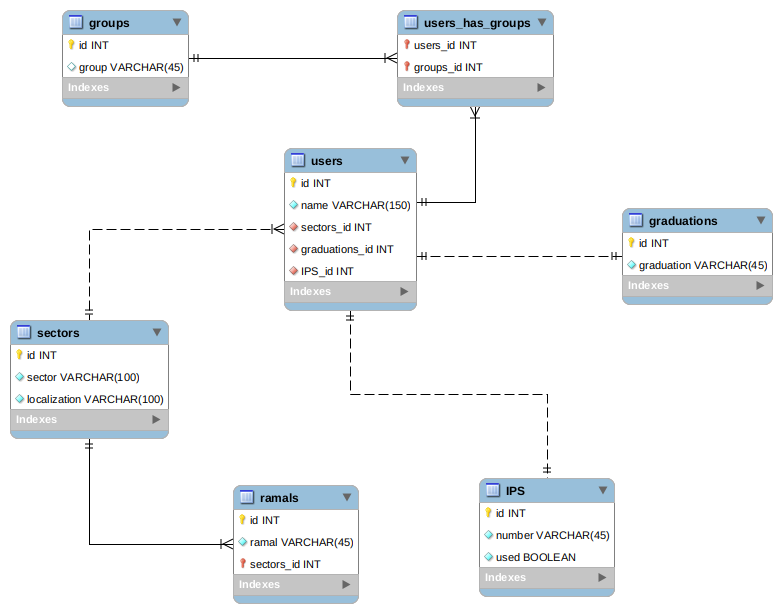 groups
id INT
group VARCHAR(45)
Indexes
users_has_groups
users_id INT
groups_id INT
Indexes
users
id INT
name VARCHAR(150)
sectors_id INT
graduations_id INT
IPS_id INT
Indexes
graduations
id INT
graduation VARCHAR(45)
Indexes
sectors
id INT
sector VARCHAR(100)
localization VARCHAR(100)
Indexes
ramals
id INT
ramal VARCHAR(45)
sectors_id INT
Indexes
IPS
id INT
number VARCHAR(45)
used BOOLEAN
Indexes